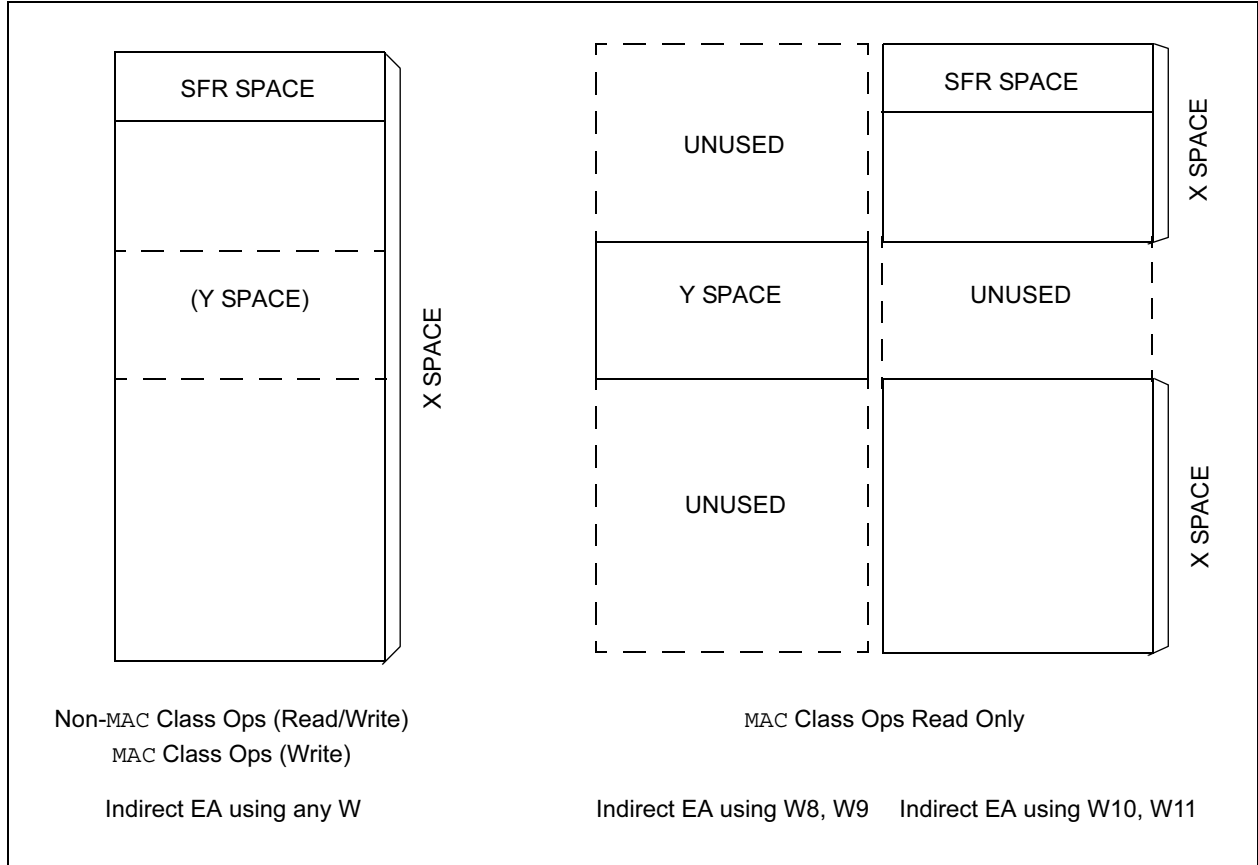 SFR SPACE
(Y SPACE)
X SPACE
Non-MAC Class Ops (Read/Write)
MAC Class Ops (Write)
Indirect EA using any W
UNUSED
Y SPACE
UNUSED
SFR SPACE
UNUSED
X SPACE
X SPACE
MAC Class Ops Read Only
Indirect EA using W8, W9
Indirect EA using W10, W11